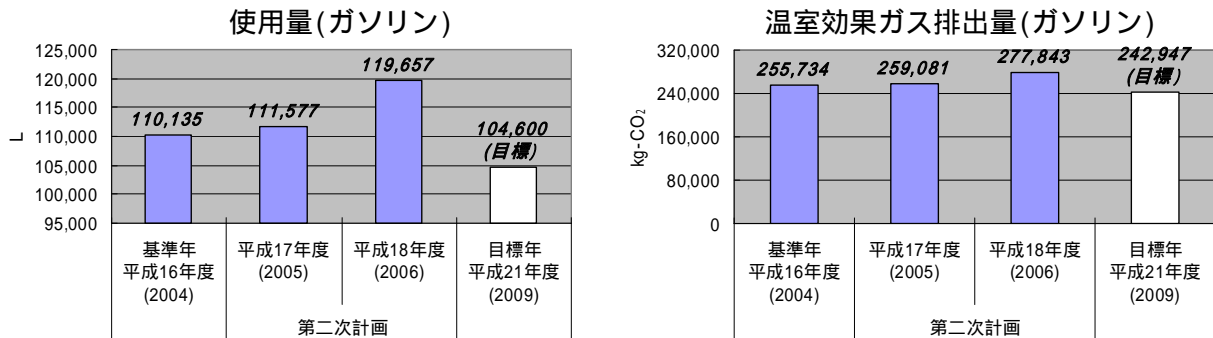 使用量(ガソリン)
125,000
120,000
115,000
110,000
105,000
100,000
95,000
L
110,135
111,577
119,657
104,600
(目標)
基準年
平成16年度
(2004)
平成17年度
(2005)
平成18年度
(2006)
目標年
平成21年度
(2009)
第二次計画
温室効果ガス排出量(ガソリン)
320,000
240,000
160,000
80,000
0
kg-CO₂
255,734
259,081
277,843
242,947
(目標)
基準年
平成16年度
(2004)
平成17年度
(2005)
平成18年度
(2006)
目標年
平成21年度
(2009)
第二次計画